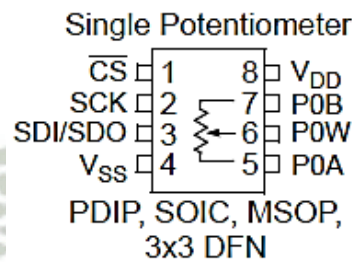 Single Potentiometer
C̅S̅ 1 8 VDD
SCK 2 7 P0B
SDI/SDO 3 6 P0W
VSS 4 5 P0A
PDIP, SOIC, MSOP,
3x3 DFN